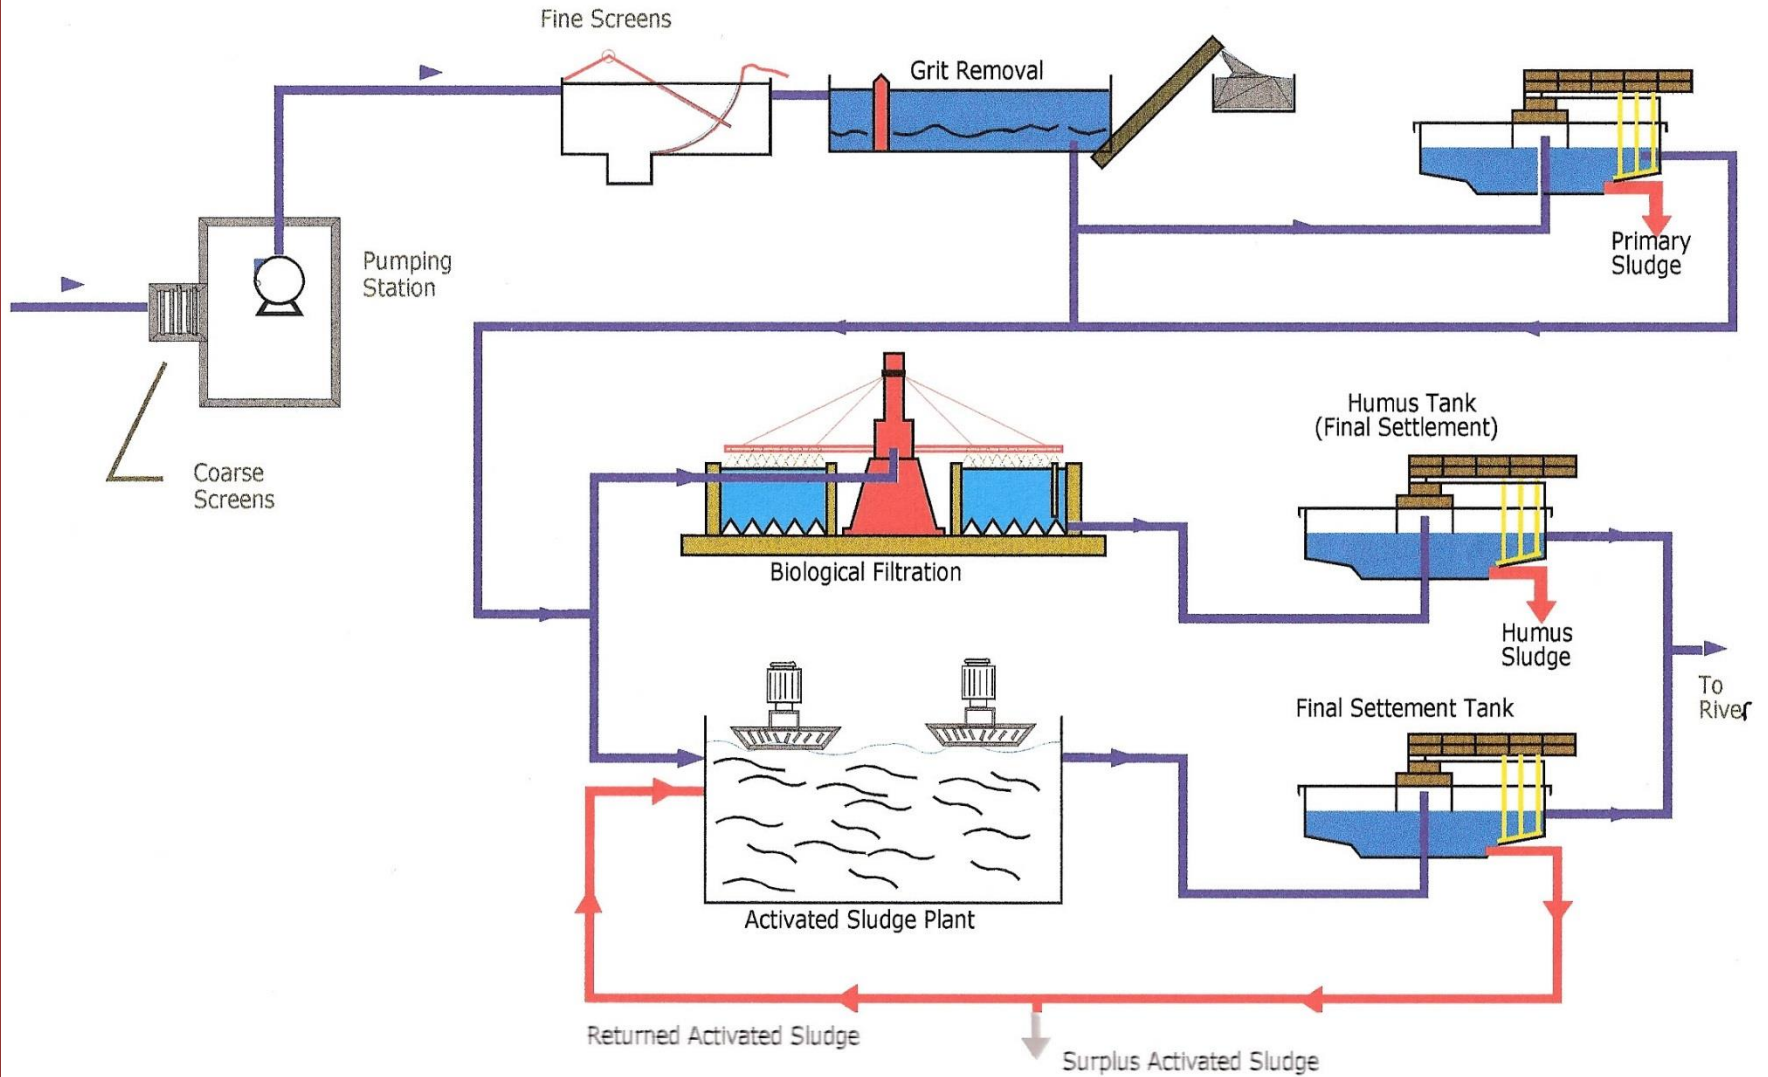 Fine Screens
Grit Removal
Primary
Sludge
Pumping
Station
Coarse
Screens
Humus Tank
(Final Settlement)
Biological Filtration
Humus
Sludge
To
River
Final Settement Tank
Activated Sludge Plant
Returned Activated Sludge
Surplus Activated Sludge